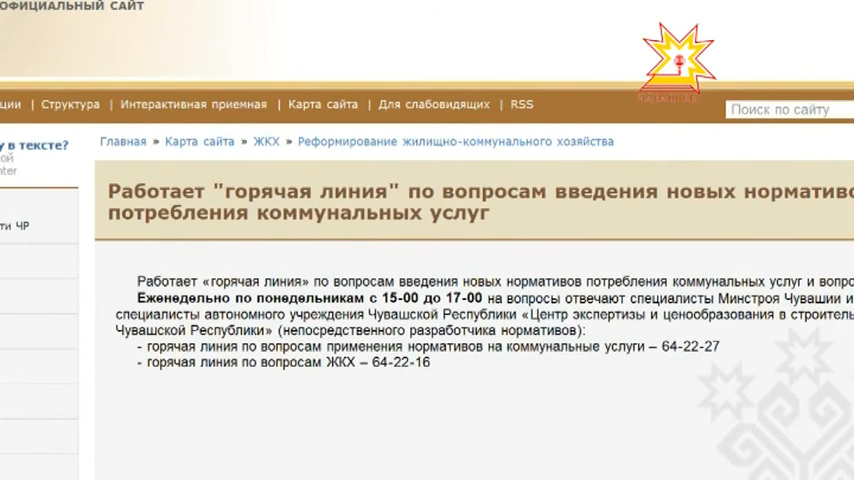 ОФИЦИАЛЬНЫЙ САЙТ
ции | Структура | Интерактивная приемная | Карта сайта | Для слабовидящих | RSS
Поиск по сайту
у в тексте?
ой
nter
ти ЧР
Главная » Карта сайта » ЖКХ » Реформирование жилищно-коммунального хозяйства
Работает "горячая линия" по вопросам введения новых нормативо
потребления коммунальных услуг
Работает «горячая линия» по вопросам введения новых нормативов потребления коммунальных услуг и вопро
Еженедельно по понедельникам с 15-00 до 17-00 на вопросы отвечают специалисты Минстроя Чувашии и
специалисты автономного учреждения Чувашской Республики «Центр экспертизы и ценообразования в строитель
Чувашской Республики» (непосредственного разработчика нормативов):
- горячая линия по вопросам применения нормативов на коммунальные услуги – 64-22-27
- горячая линия по вопросам ЖКХ – 64-22-16